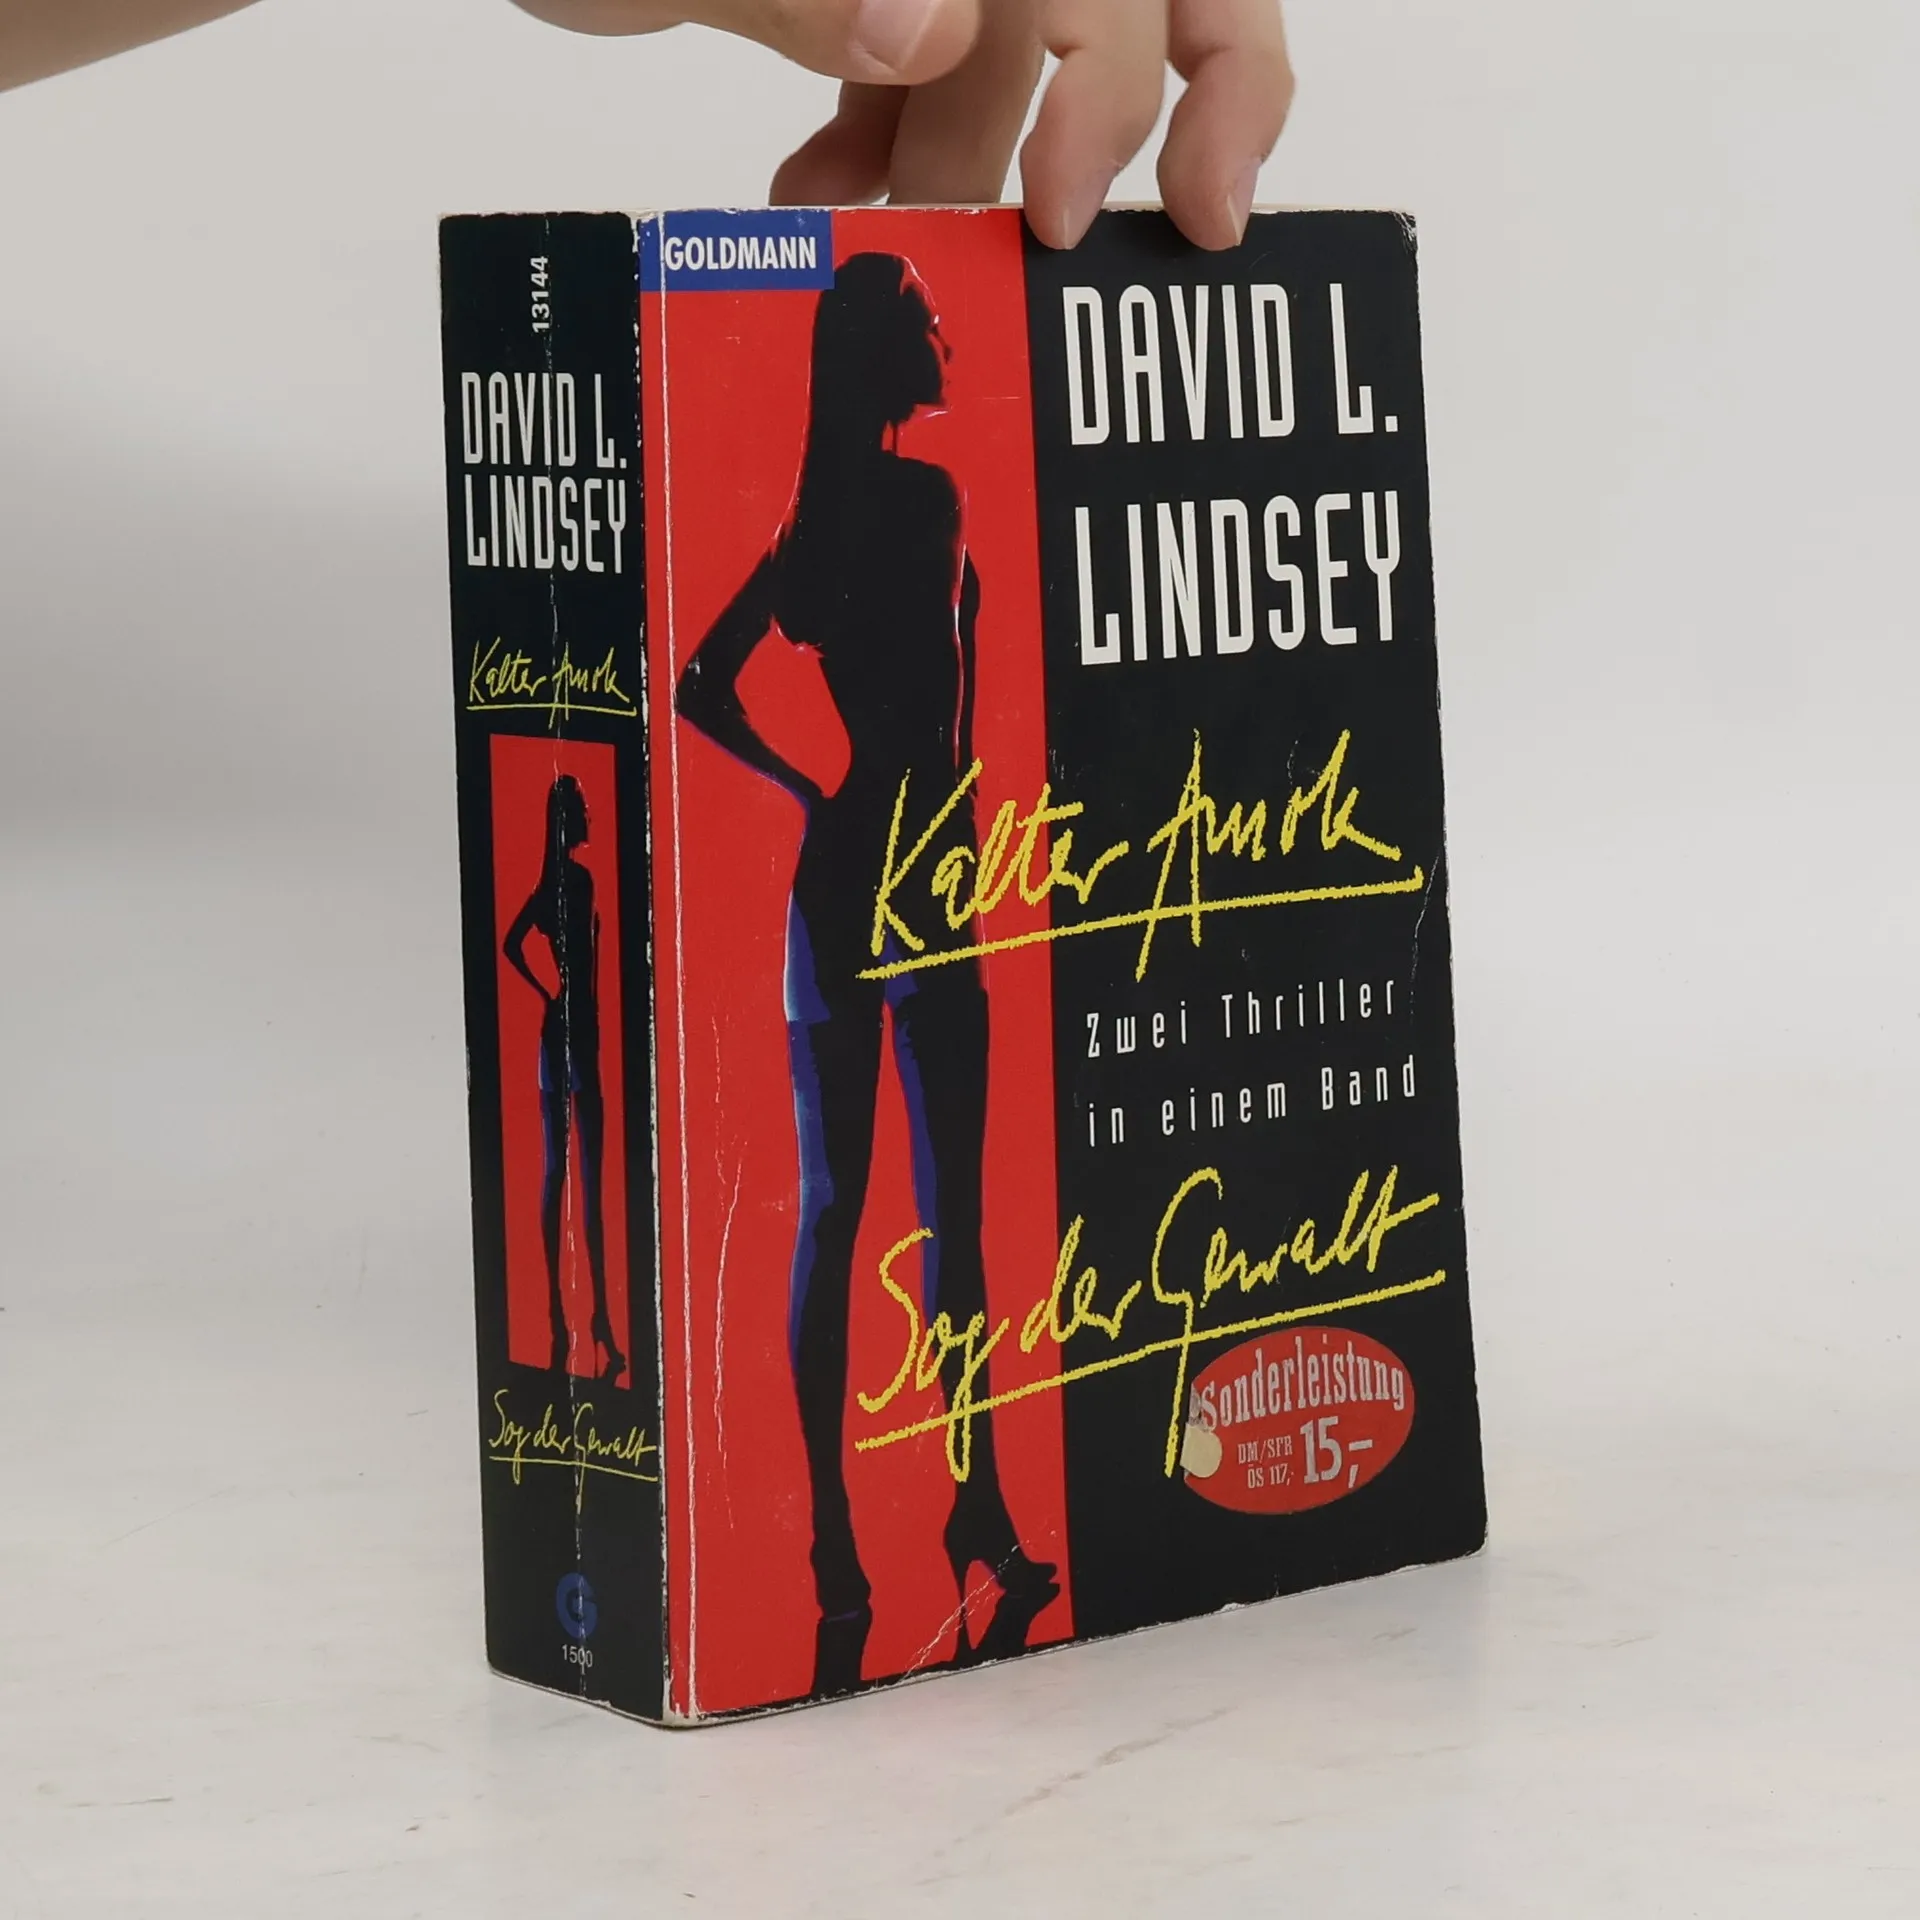 13144
DAVID L.
LINDSEY
Kalter Amok
Sog der Gewalt
G
1500
GOLDMANN
DAVID L.
LINDSEY
Kalter Amok
Zwei Thriller
in einem Band
Sog der Gewalt
Sonderleistung
DM/SFR 15,–
ÖS 117,-